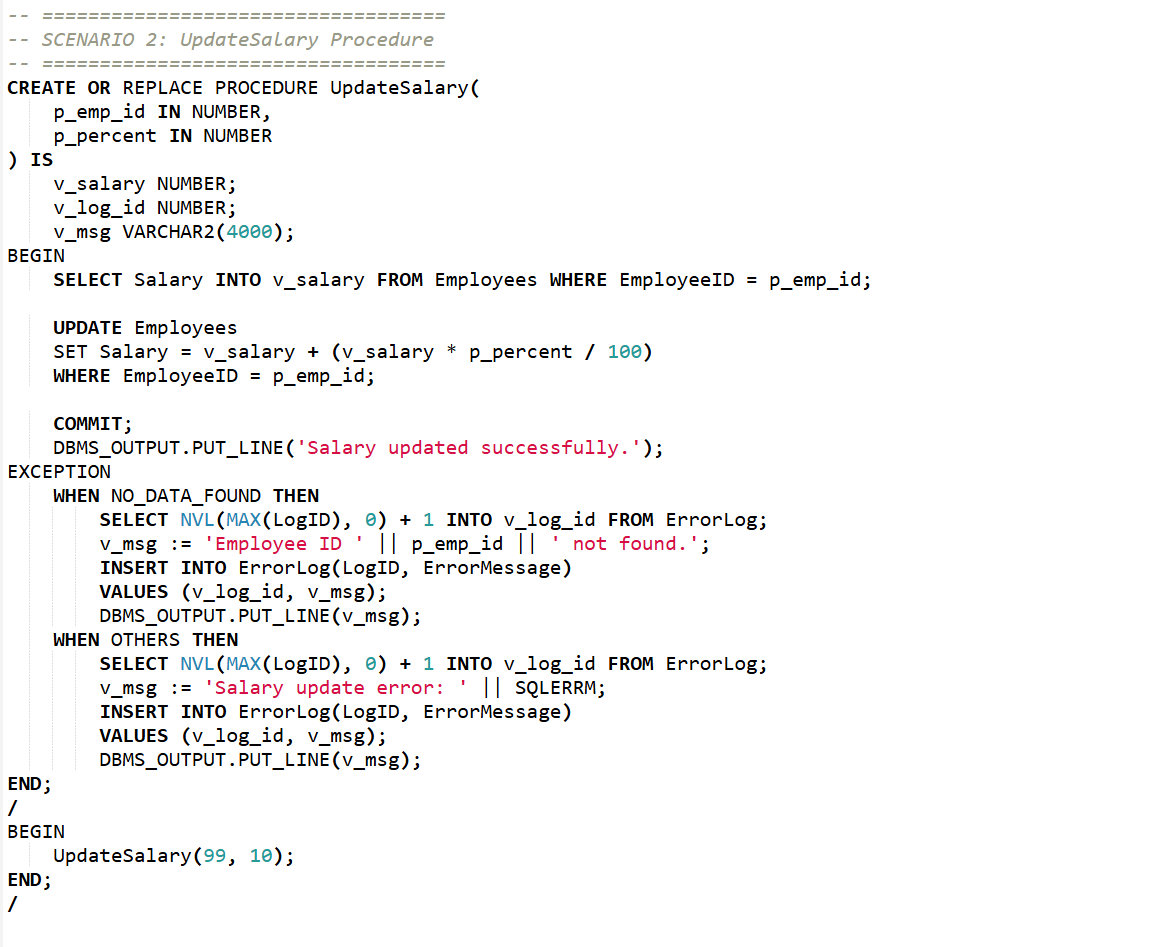 -- ===================================
-- SCENARIO 2: UpdateSalary Procedure
-- ===================================
CREATE OR REPLACE PROCEDURE UpdateSalary(
    p_emp_id IN NUMBER,
    p_percent IN NUMBER
) IS
    v_salary NUMBER;
    v_log_id NUMBER;
    v_msg VARCHAR2(4000);
BEGIN
    SELECT Salary INTO v_salary FROM Employees WHERE EmployeeID = p_emp_id;

    UPDATE Employees
    SET Salary = v_salary + (v_salary * p_percent / 100)
    WHERE EmployeeID = p_emp_id;

    COMMIT;
    DBMS_OUTPUT.PUT_LINE('Salary updated successfully.');
EXCEPTION
    WHEN NO_DATA_FOUND THEN
        SELECT NVL(MAX(LogID), 0) + 1 INTO v_log_id FROM ErrorLog;
        v_msg := 'Employee ID ' || p_emp_id || ' not found.';
        INSERT INTO ErrorLog(LogID, ErrorMessage)
        VALUES (v_log_id, v_msg);
        DBMS_OUTPUT.PUT_LINE(v_msg);
    WHEN OTHERS THEN
        SELECT NVL(MAX(LogID), 0) + 1 INTO v_log_id FROM ErrorLog;
        v_msg := 'Salary update error: ' || SQLERRM;
        INSERT INTO ErrorLog(LogID, ErrorMessage)
        VALUES (v_log_id, v_msg);
        DBMS_OUTPUT.PUT_LINE(v_msg);
END;
/
BEGIN
    UpdateSalary(99, 10);
END;
/